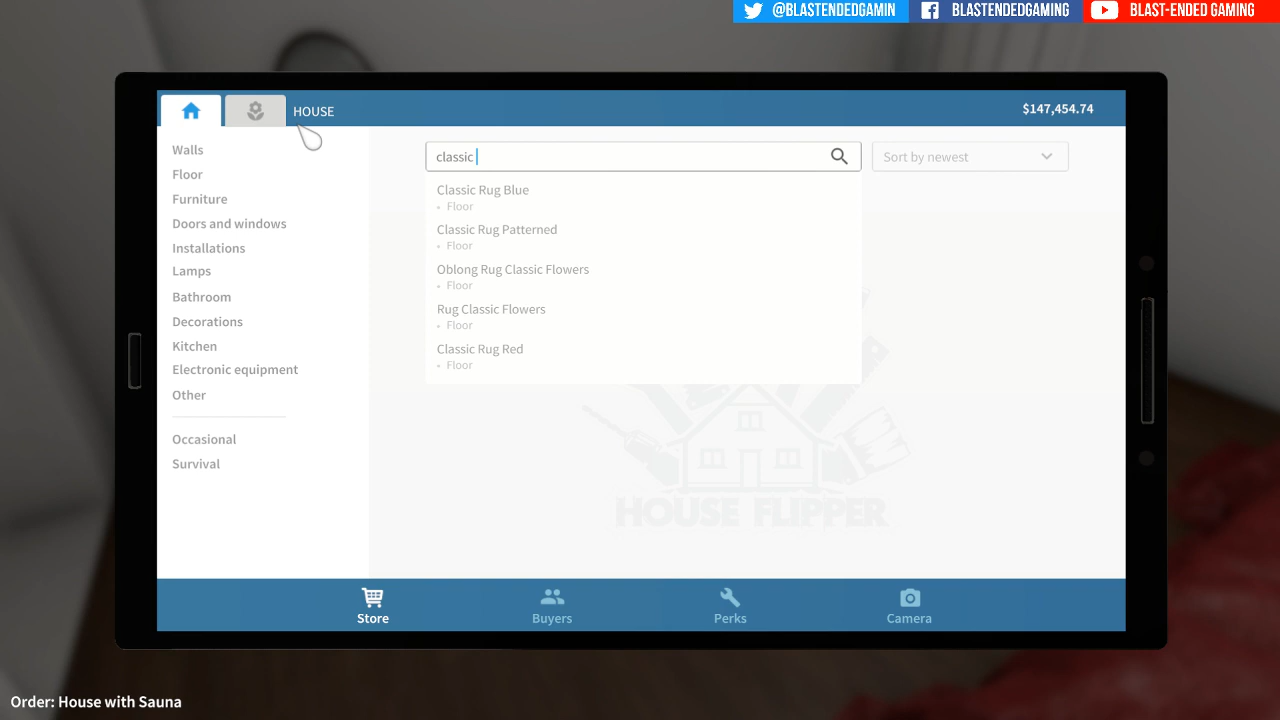 @BLASTENDEDGAMIN
BLASTENDEDGAMING
BLAST-ENDED GAMING
HOUSE
$147,454.74
classic
Sort by newest
Walls
Floor
Furniture
Doors and windows
Installations
Lamps
Bathroom
Decorations
Kitchen
Electronic equipment
Other
Occasional
Survival
Classic Rug Blue
• Floor
Classic Rug Patterned
• Floor
Oblong Rug Classic Flowers
• Floor
Rug Classic Flowers
• Floor
Classic Rug Red
• Floor
HOUSE FLIPPER
Store
Buyers
Perks
Camera
Order: House with Sauna